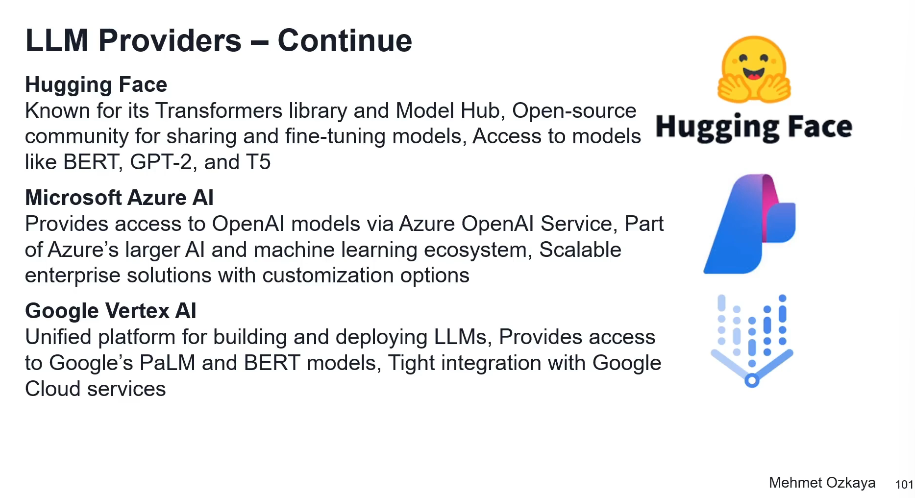 LLM Providers – Continue
Hugging Face
Known for its Transformers library and Model Hub, Open-source
community for sharing and fine-tuning models, Access to models
like BERT, GPT-2, and T5
Hugging Face
Microsoft Azure AI
Provides access to OpenAI models via Azure OpenAI Service, Part
of Azure’s larger AI and machine learning ecosystem, Scalable
enterprise solutions with customization options
Google Vertex AI
Unified platform for building and deploying LLMs, Provides access
to Google’s PaLM and BERT models, Tight integration with Google
Cloud services
Mehmet Ozkaya 101